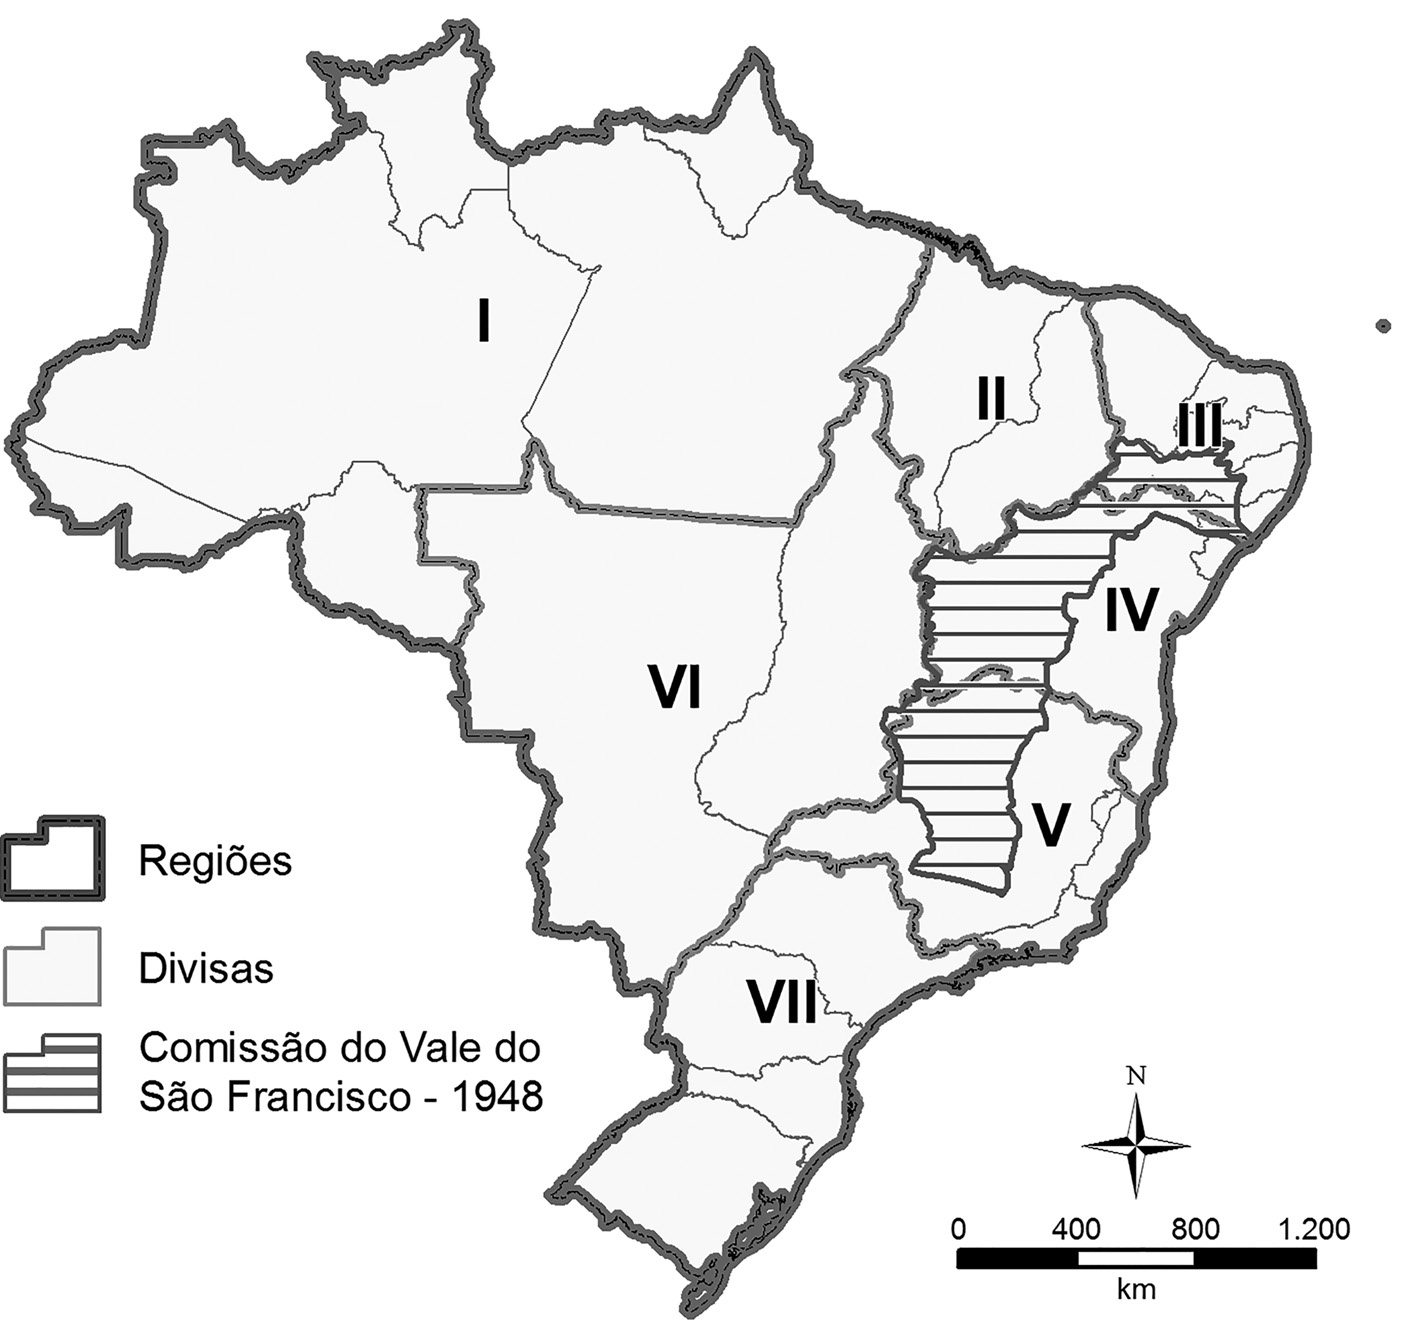 I
II
III
IV
VI
V
VII
Regiões
Divisas
Comissão do Vale do
São Francisco - 1948
N
0 400 800 1.200
km